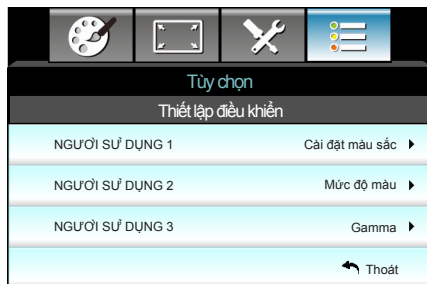 Tùy chọn
Thiết lập điều khiển
NGƯỜI SỬ DỤNG 1 Cài đặt màu sắc
NGƯỜI SỬ DỤNG 2 Mức độ màu
NGƯỜI SỬ DỤNG 3 Gamma
Thoát